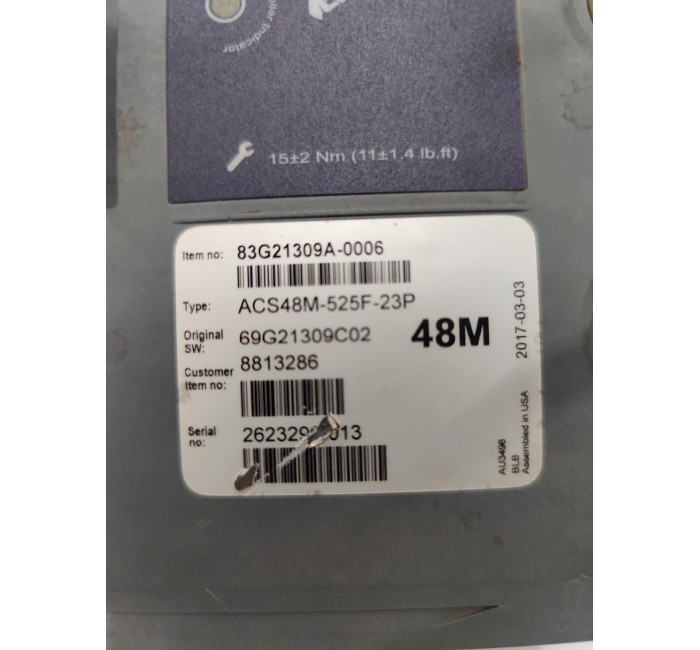 Indicator
15±2 Nm (11±1.4 lb.ft)
Item no: 83G21309A-0006
Type: ACS48M-525F-23P
Original SW: 69G21309C02
48M
Customer Item no: 8813286
Serial no:
2017-03-03
Assembled in USA
BLB
AU3496